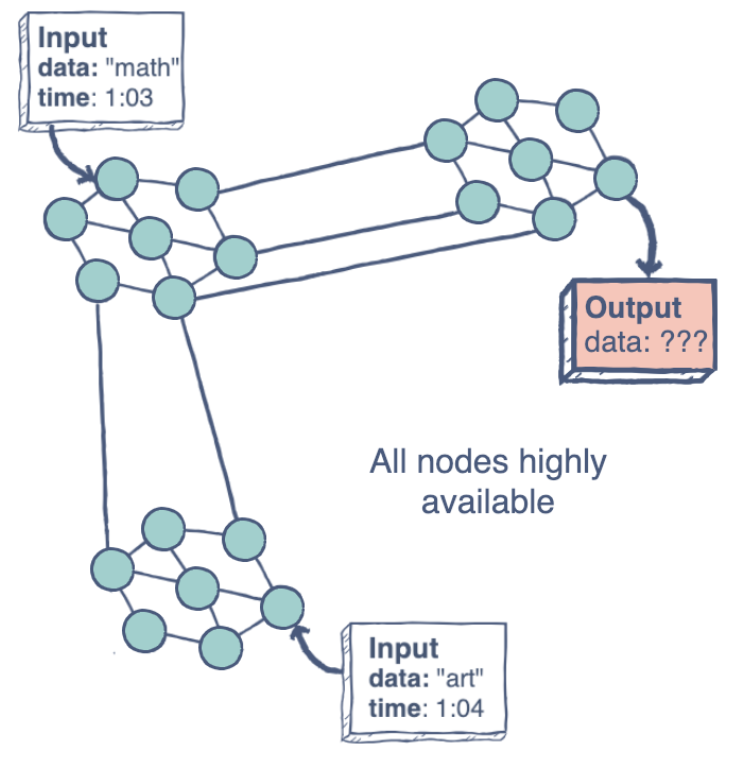 Input
data: "math"
time: 1:03
Output
data: ???
All nodes highly
available
Input
data: "art"
time: 1:04